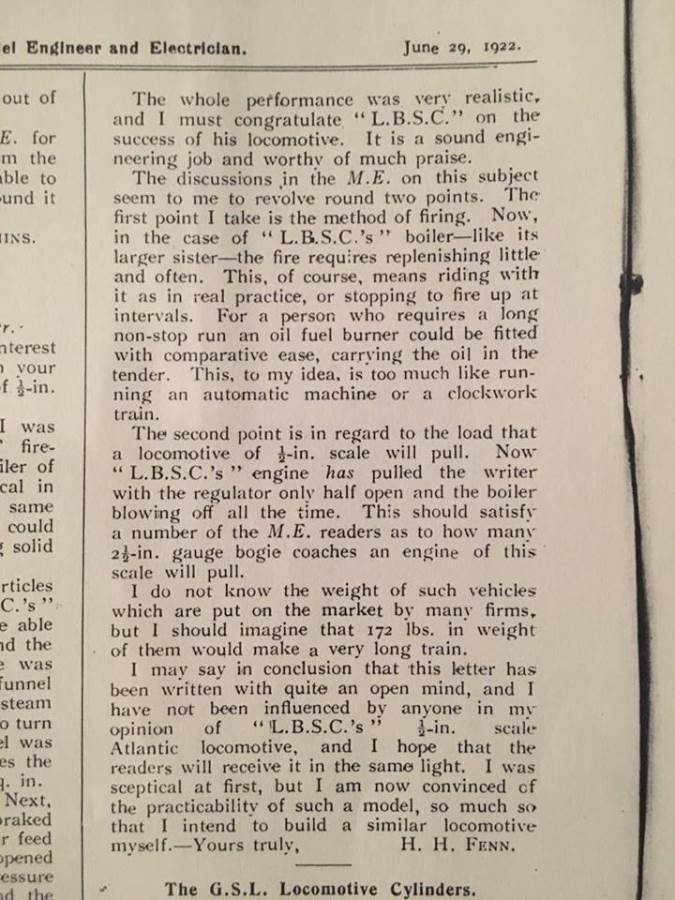 el Engineer and Electrician. June 29, 1922.
out of
E. for
m the
able to
und it
INS.
r.
nterest
your
f ½-in.
I was
fire-
iler of
cal in
same
could
solid
rticles
C.'s ”
e able
nd the
e was
funnel
steam
o turn
el was
es the
q. in.
Next,
braked
r feed
opened
essure
nd the
The whole performance was very realistic,
and I must congratulate “ L.B.S.C.” on the
success of his locomotive. It is a sound engi-
neering job and worthy of much praise.
The discussions in the M.E. on this subject
seem to me to revolve round two points. The
first point I take is the method of firing. Now,
in the case of “ L.B.S.C.'s ” boiler—like its
larger sister—the fire requires replenishing little
and often. This, of course, means riding with
it as in real practice, or stopping to fire up at
intervals. For a person who requires a long
non-stop run an oil fuel burner could be fitted
with comparative ease, carrying the oil in the
tender. This, to my idea, is too much like run-
ning an automatic machine or a clockwork
train.
The second point is in regard to the load that
a locomotive of ½-in. scale will pull. Now
“ L.B.S.C.'s ” engine has pulled the writer
with the regulator only half open and the boiler
blowing off all the time. This should satisfy
a number of the M.E. readers as to how many
2½-in. gauge bogie coaches an engine of this
scale will pull.
I do not know the weight of such vehicles
which are put on the market by many firms,
but I should imagine that 172 lbs. in weight
of them would make a very long train.
I may say in conclusion that this letter has
been written with quite an open mind, and I
have not been influenced by anyone in my
opinion of “ L.B.S.C.'s ” ½-in. scale
Atlantic locomotive, and I hope that the
readers will receive it in the same light. I was
sceptical at first, but I am now convinced of
the practicability of such a model, so much so
that I intend to build a similar locomotive
myself.—Yours truly, H. H. FENN.
The G.S.L. Locomotive Cylinders.